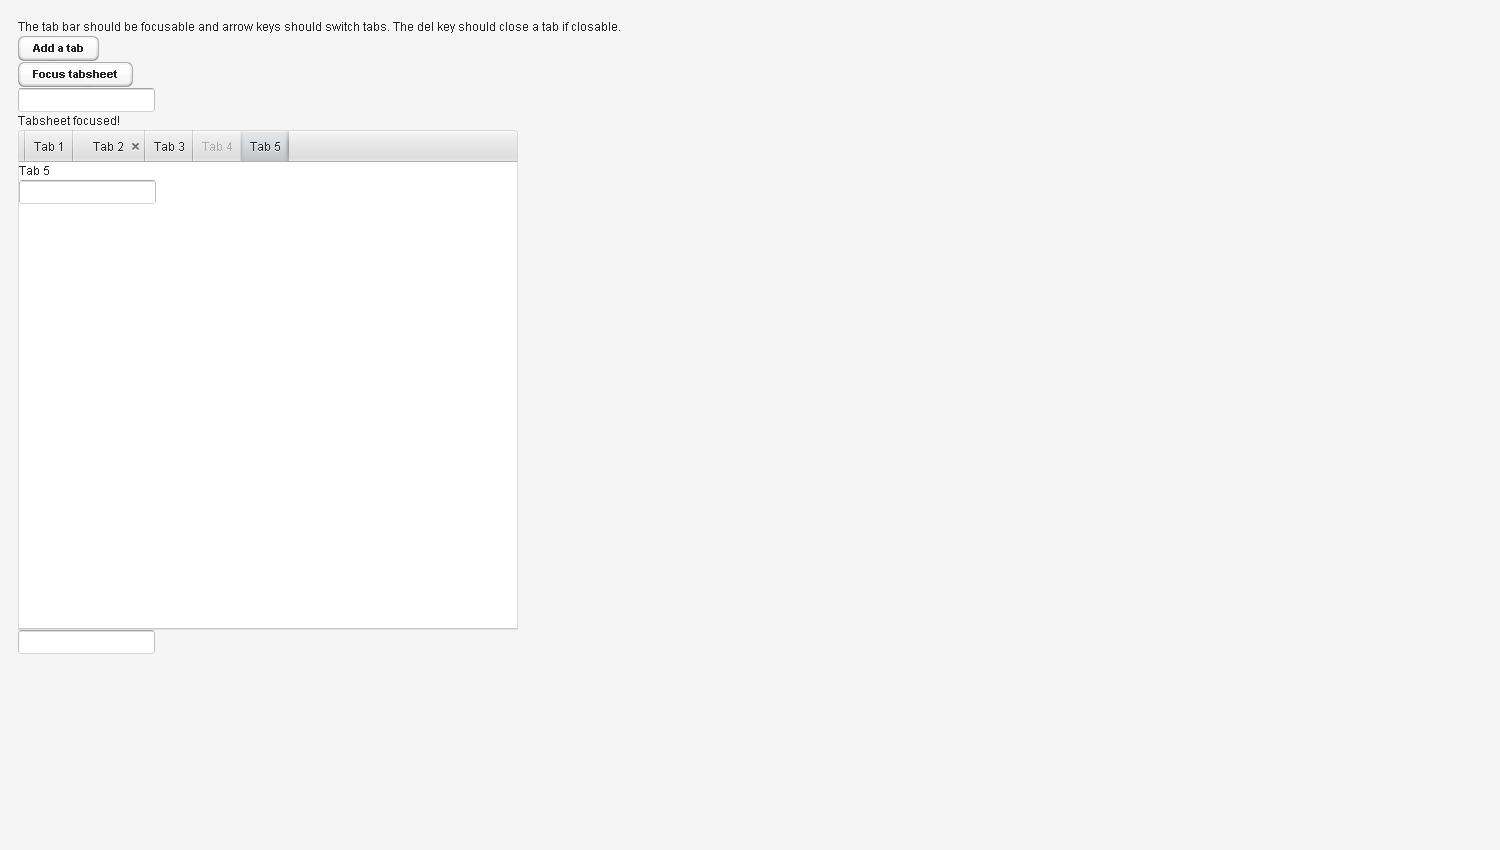 The tab bar should be focusable and arrow keys should switch tabs. The del key should close a tab if closable.
Add a tab
Focus tabsheet
Tabsheet focused!
Tab 1 Tab 2 × Tab 3 Tab 4 Tab 5
Tab 5